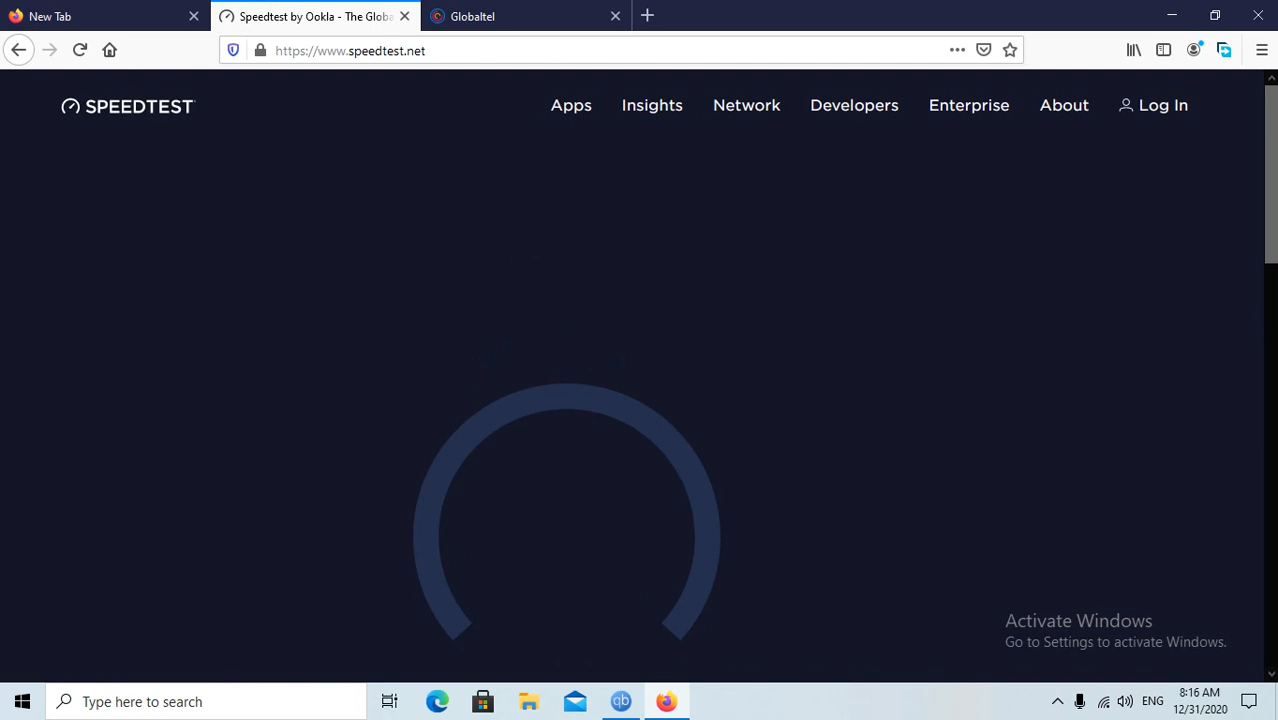 New Tab
Speedtest by Ookla - The Globa
Globaltel
https://www.speedtest.net
SPEEDTEST
Apps
Insights
Network
Developers
Enterprise
About
Log In
Activate Windows
Go to Settings to activate Windows.
Type here to search
qb
ENG
8:16 AM
12/31/2020